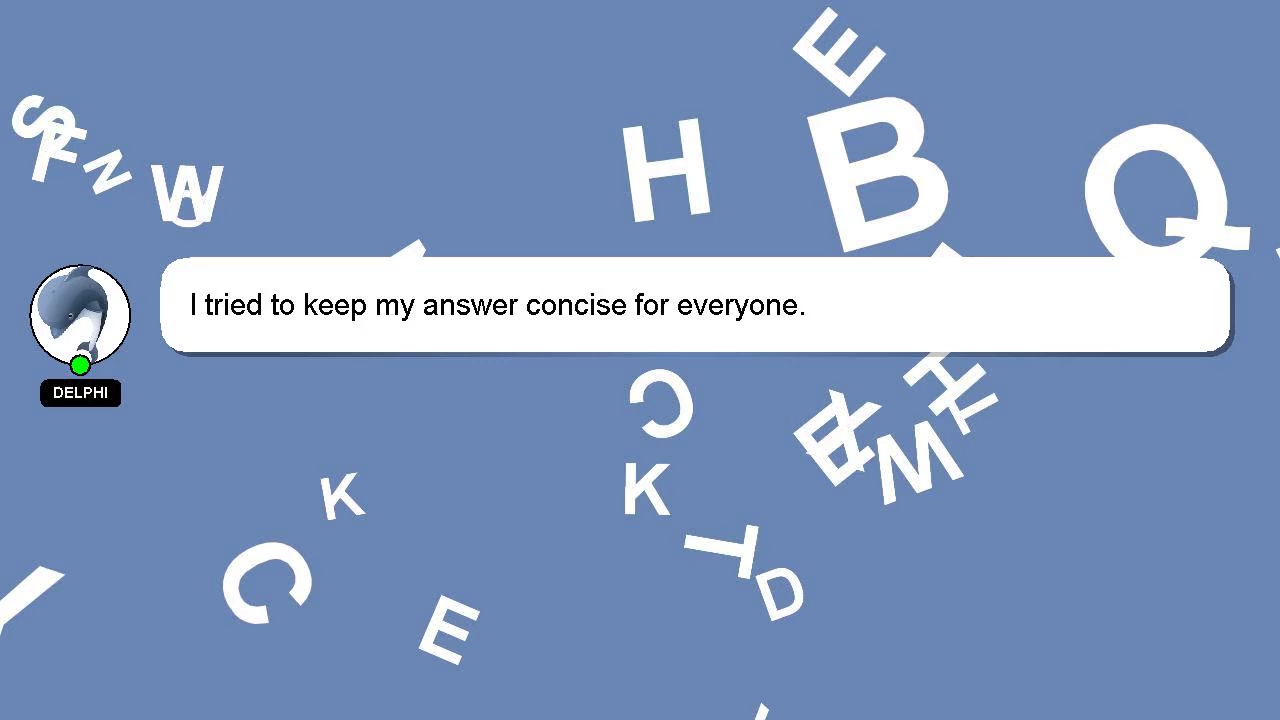 I tried to keep my answer concise for everyone.
DELPHI
E
H
B
Q
S
F
N
W
A
C
K
K
E
H
M
T
D
C
E